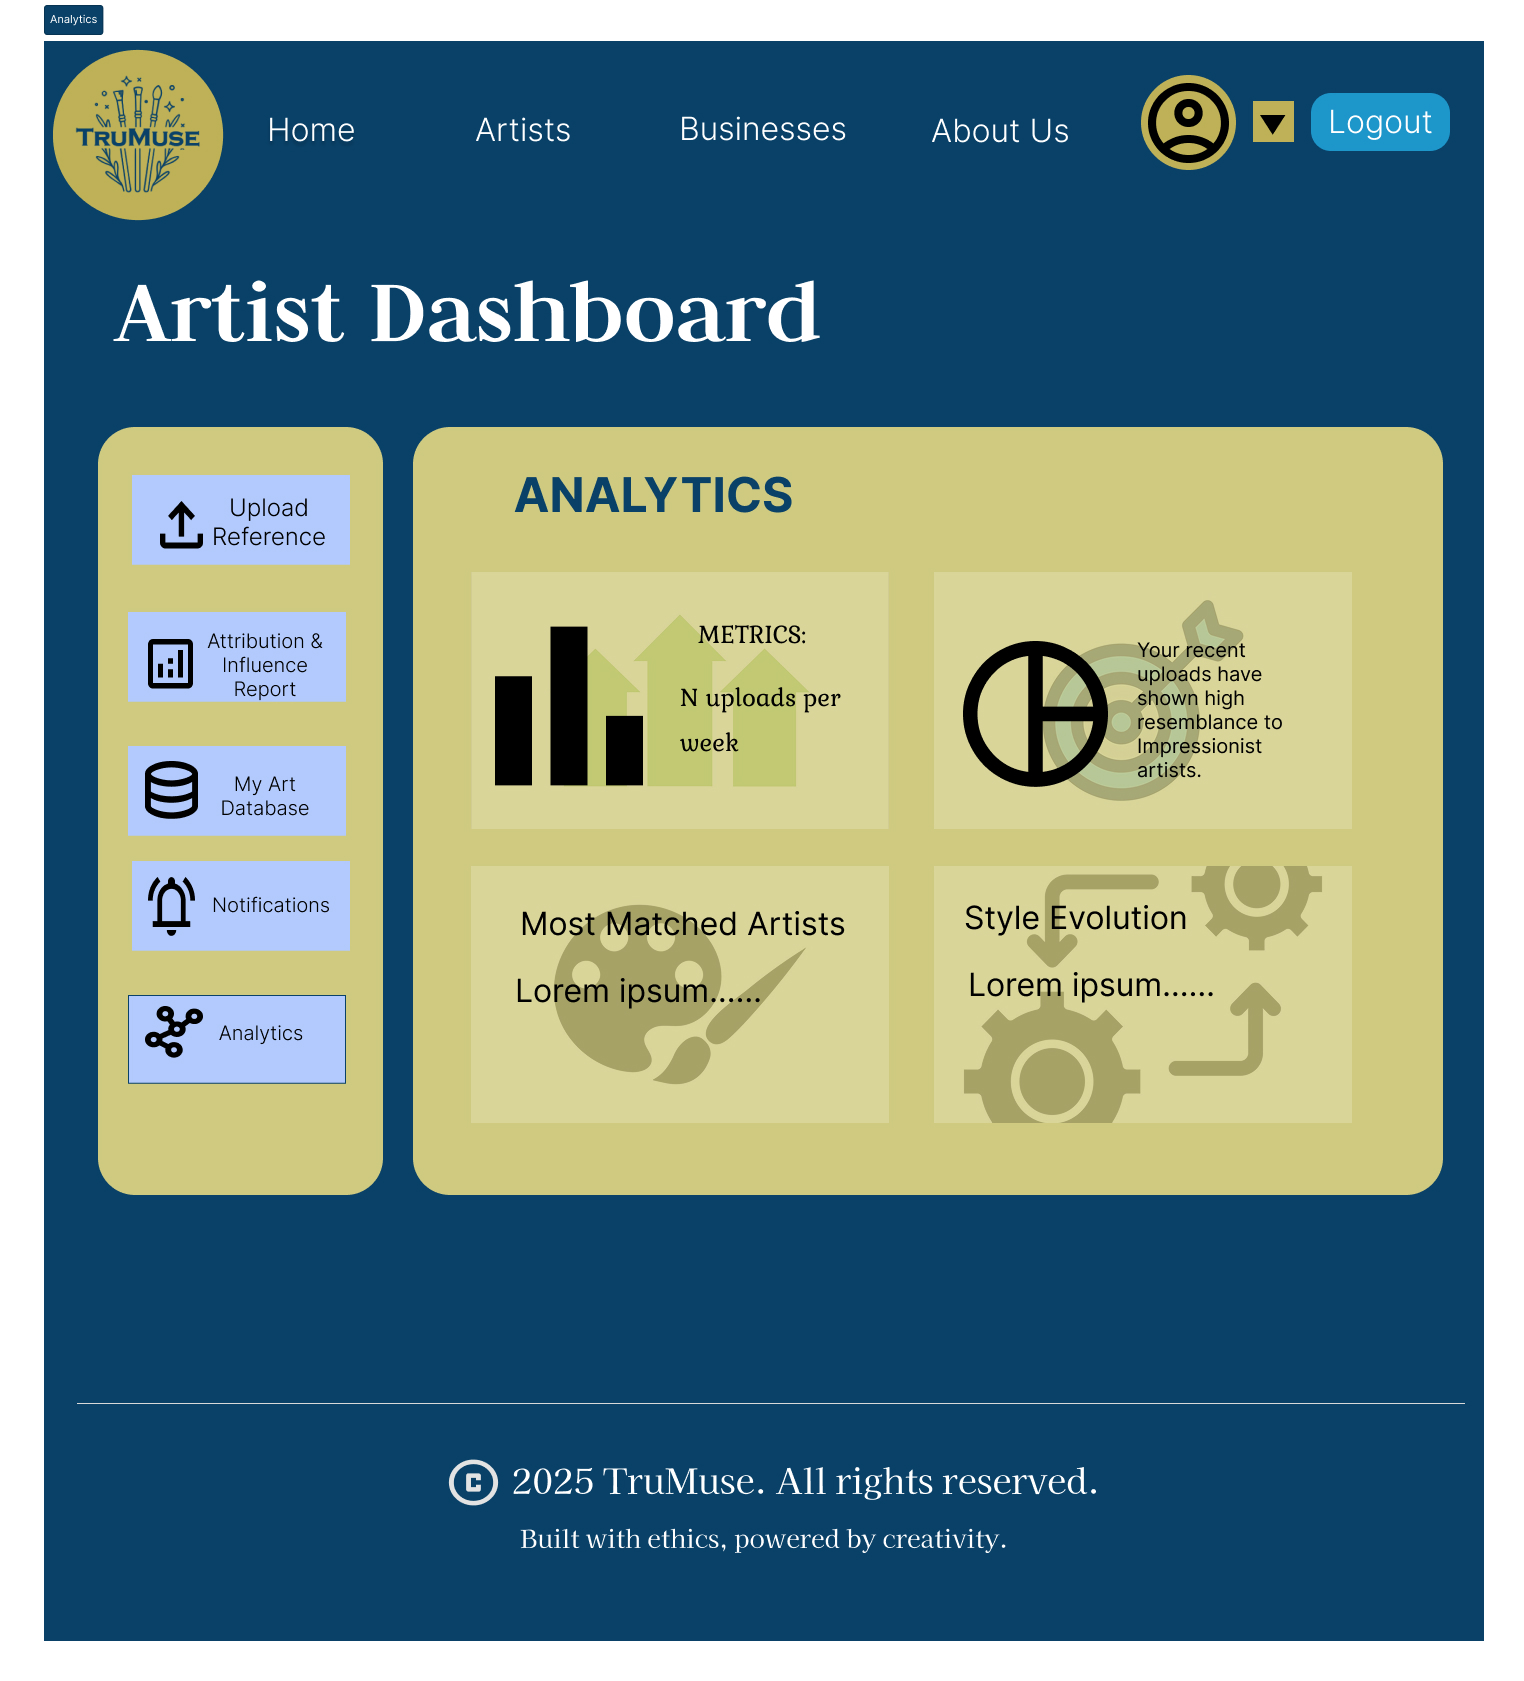 Analytics
TRUMUSE
Home
Artists
Businesses
About Us
Logout
Artist Dashboard
Upload
Reference
Attribution &
Influence
Report
My Art
Database
Notifications
Analytics
ANALYTICS
METRICS:
N uploads per
week
Your recent
uploads have
shown high
resemblance to
Impressionist
artists.
Most Matched Artists
Lorem ipsum......
Style Evolution
Lorem ipsum......
© 2025 TruMuse. All rights reserved.
Built with ethics, powered by creativity.